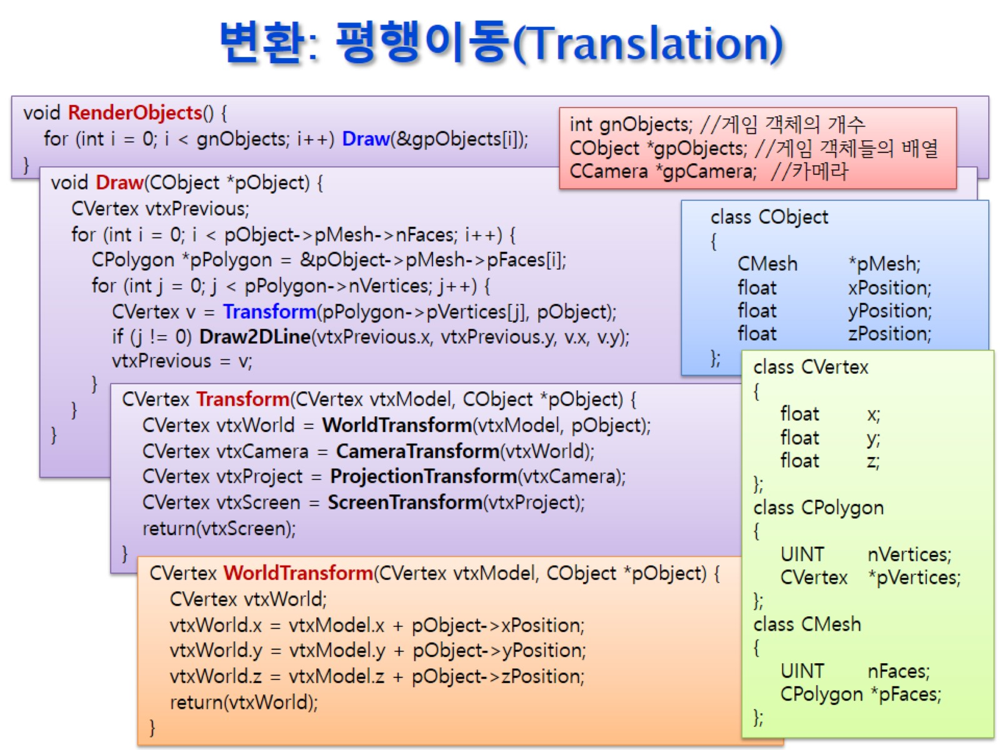 변환: 평행이동(Translation)
void RenderObjects() {
for (int i = 0; i < gnObjects; i++) Draw(&gpObjects[i]);
}
int gnObjects; //게임 객체의 개수
CObject *gpObjects; //게임 객체들의 배열
CCamera *gpCamera; //카메라
void Draw(CObject *pObject) {
CVertex vtxPrevious;
for (int i = 0; i < pObject->pMesh->nFaces; i++) {
CPolygon *pPolygon = &pObject->pMesh->pFaces[i];
for (int j = 0; j < pPolygon->nVertices; j++) {
CVertex v = Transform(pPolygon->pVertices[j], pObject);
if (j != 0) Draw2DLine(vtxPrevious.x, vtxPrevious.y, v.x, v.y);
vtxPrevious = v;
}
}
}
class CObject
{
CMesh *pMesh;
float xPosition;
float yPosition;
float zPosition;
};
CVertex Transform(CVertex vtxModel, CObject *pObject) {
CVertex vtxWorld = WorldTransform(vtxModel, pObject);
CVertex vtxCamera = CameraTransform(vtxWorld);
CVertex vtxProject = ProjectionTransform(vtxCamera);
CVertex vtxScreen = ScreenTransform(vtxProject);
return(vtxScreen);
}
CVertex WorldTransform(CVertex vtxModel, CObject *pObject) {
CVertex vtxWorld;
vtxWorld.x = vtxModel.x + pObject->xPosition;
vtxWorld.y = vtxModel.y + pObject->yPosition;
vtxWorld.z = vtxModel.z + pObject->zPosition;
return(vtxWorld);
}
class CVertex
{
float x;
float y;
float z;
};
class CPolygon
{
UINT nVertices;
CVertex *pVertices;
};
class CMesh
{
UINT nFaces;
CPolygon *pFaces;
};